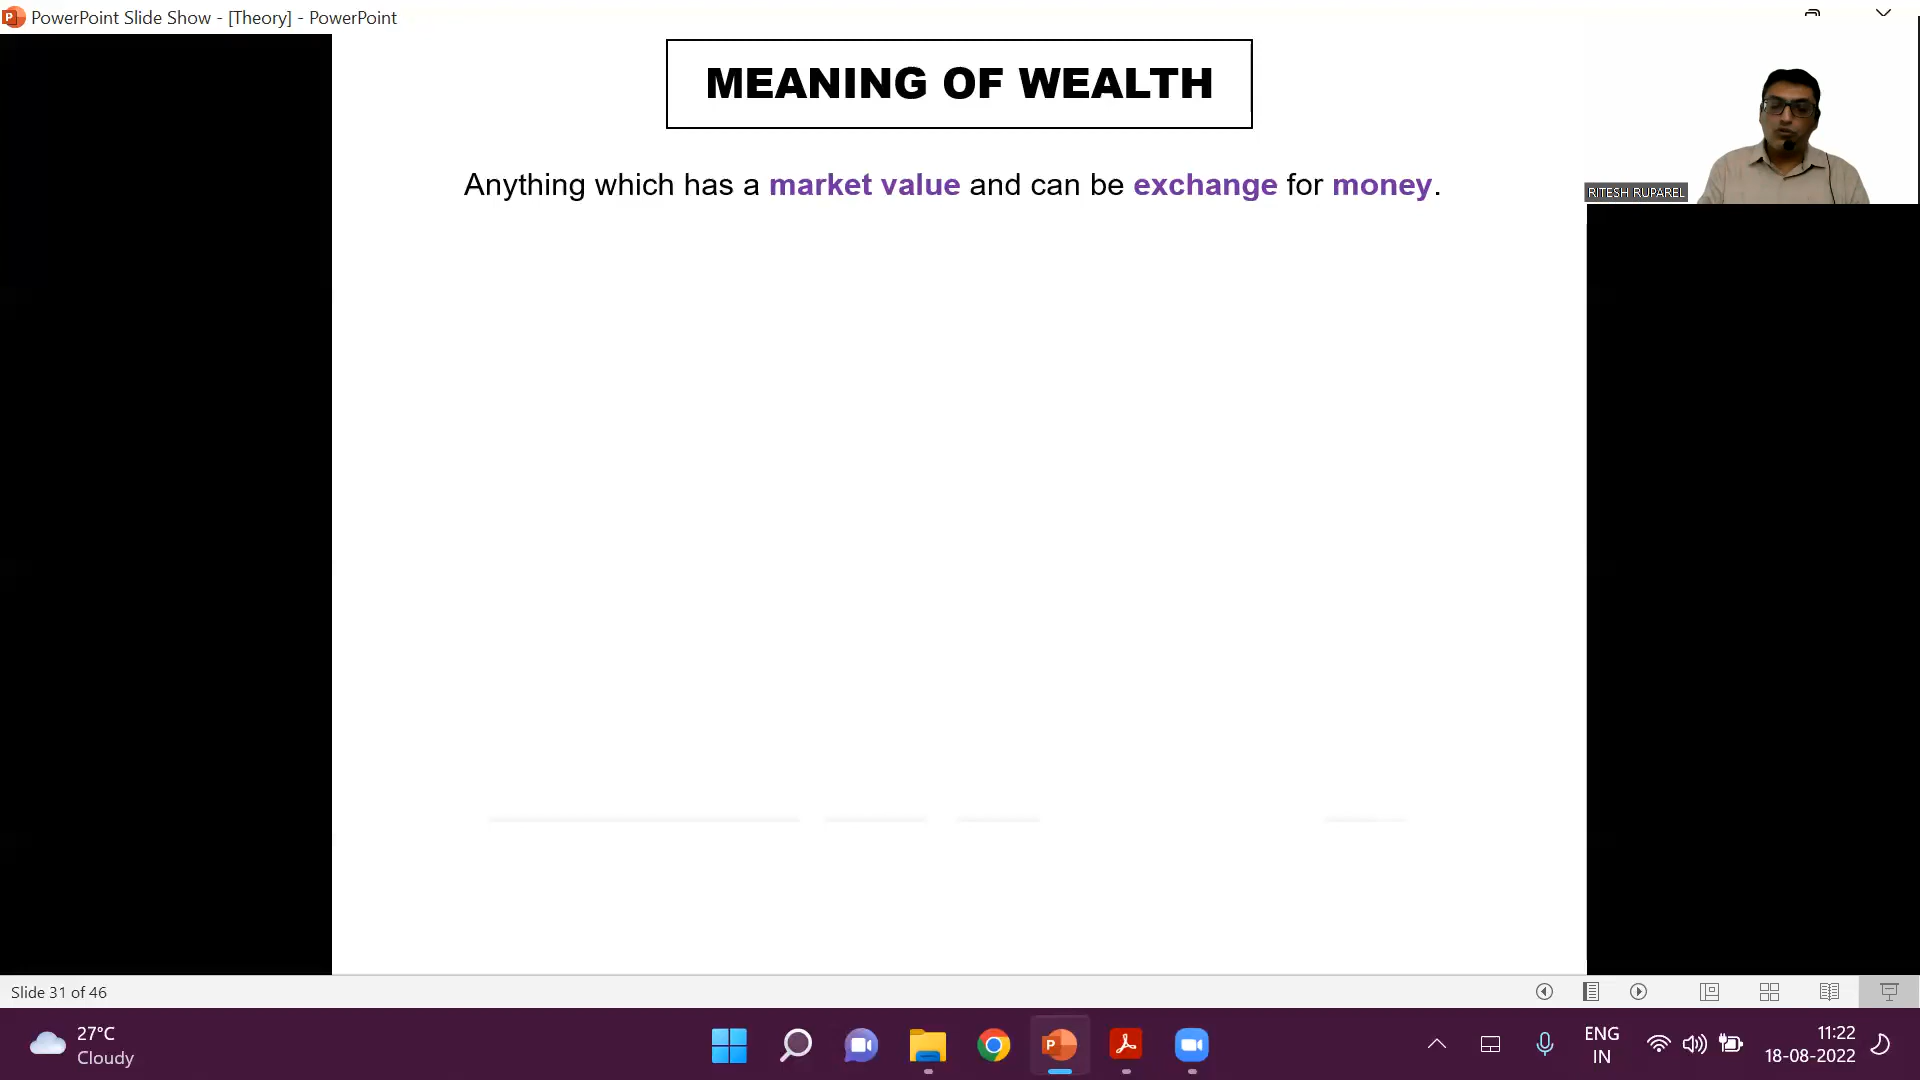 PowerPoint Slide Show - [Theory] - PowerPoint
MEANING OF WEALTH
Anything which has a market value and can be exchange for money.
RITESH RUPAREL
Slide 31 of 46
27°C
Cloudy
ENG
IN
11:22
18-08-2022